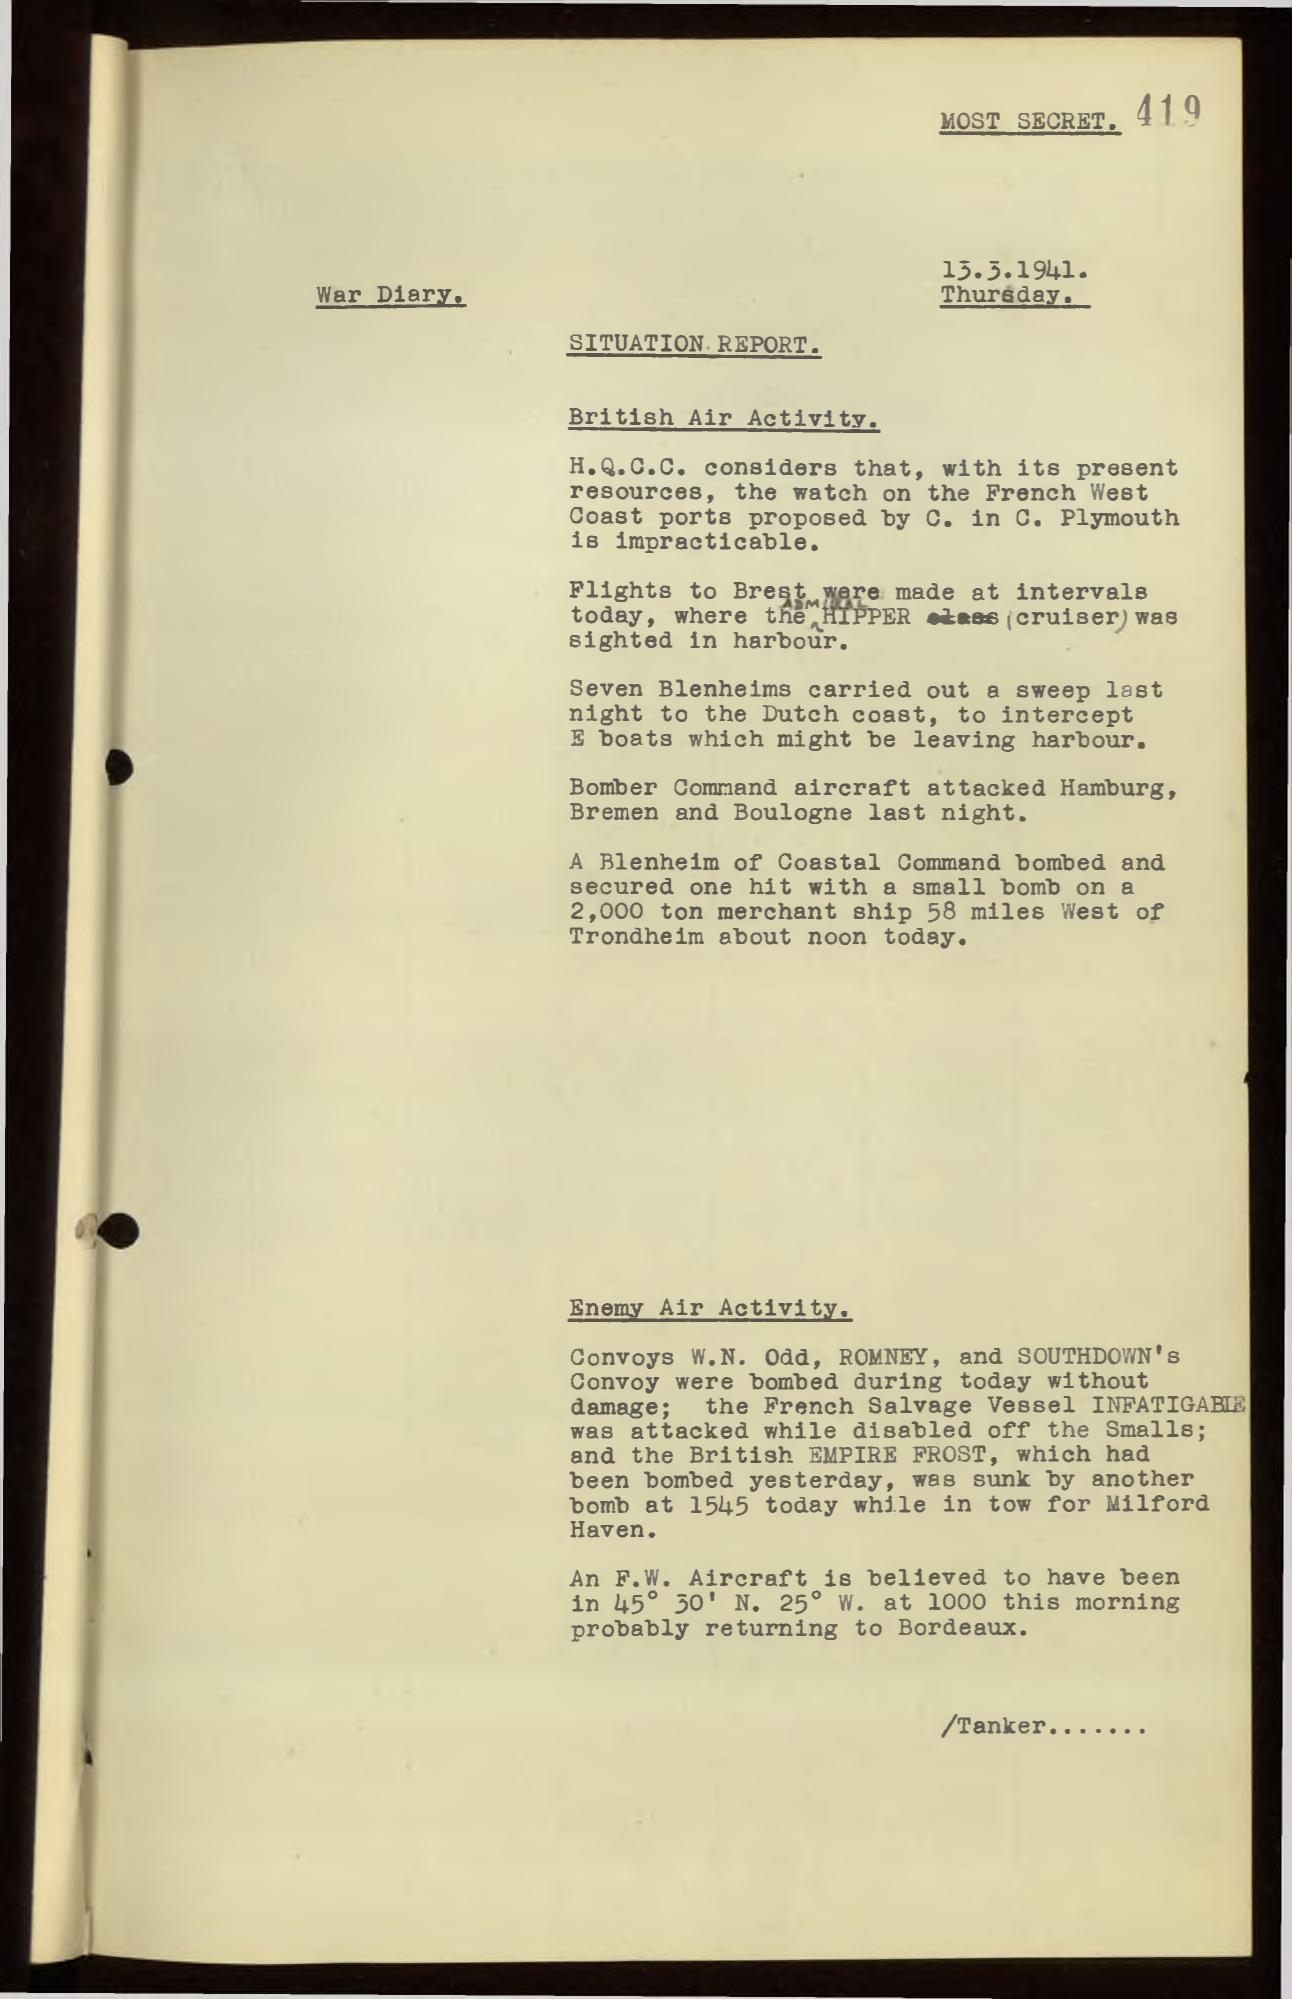 MOST SECRET. 419
13.3.1941.
War Diary. Thursday.
SITUATION REPORT.
British Air Activity.
H.Q.C.C. considers that, with its present
resources, the watch on the French West
Coast ports proposed by C. in C. Plymouth
is impracticable.
Flights to Brest were made at intervals
ADMIRAL
today, where the HIPPER class (cruiser) was
sighted in harbour.
Seven Blenheims carried out a sweep last
night to the Dutch coast, to intercept
E boats which might be leaving harbour.
Bomber Command aircraft attacked Hamburg,
Bremen and Boulogne last night.
A Blenheim of Coastal Command bombed and
secured one hit with a small bomb on a
2,000 ton merchant ship 58 miles West of
Trondheim about noon today.
Enemy Air Activity.
Convoys W.N. Odd, ROMNEY, and SOUTHDOWN's
Convoy were bombed during today without
damage; the French Salvage Vessel INFATIGABLE
was attacked while disabled off the Smalls;
and the British EMPIRE FROST, which had
been bombed yesterday, was sunk by another
bomb at 1545 today while in tow for Milford
Haven.
An F.W. Aircraft is believed to have been
in 45° 30' N. 25° W. at 1000 this morning
probably returning to Bordeaux.
/Tanker.......